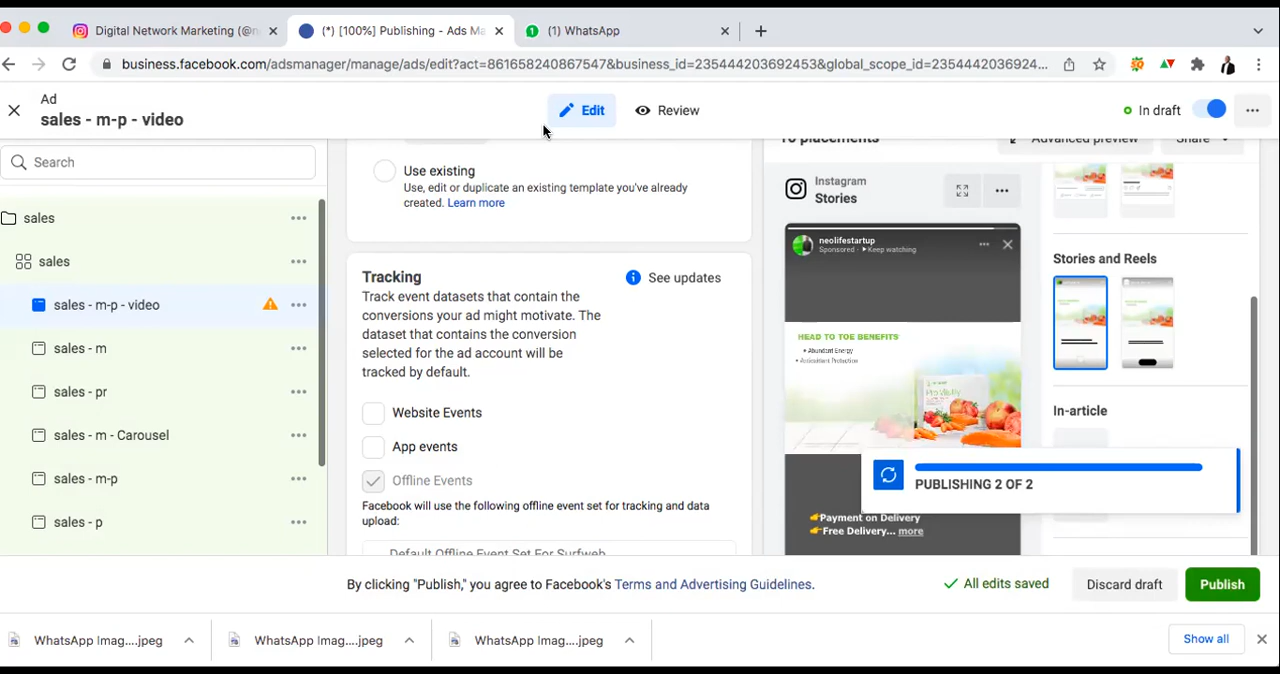 Digital Network Marketing (@n
(*) [100%] Publishing - Ads Ma
(1) WhatsApp
business.facebook.com/adsmanager/manage/ads/edit?act=861658240867547&business_id=235444203692453&global_scope_id=2354442036924...
Ad
sales - m-p - video
Edit
Review
In draft
Search
sales
sales
sales - m-p - video
sales - m
sales - pr
sales - m - Carousel
sales - m-p
sales - p
Use existing
Use, edit or duplicate an existing template you've already
created. Learn more
Tracking
See updates
Track event datasets that contain the
conversions your ad might motivate. The
dataset that contains the conversion
selected for the ad account will be
tracked by default.
Website Events
App events
Offline Events
Facebook will use the following offline event set for tracking and data
upload:
Default Offline Event Set For Surfweb
placements
Advanced preview
Share
Instagram
Stories
neolifestartup
Sponsored · Keep watching
HEAD TO TOE BENEFITS
• Abundant Energy
• Antioxidant Protection
👉Payment on Delivery
👉Free Delivery... more
Stories and Reels
In-article
PUBLISHING 2 OF 2
By clicking "Publish," you agree to Facebook's Terms and Advertising Guidelines.
All edits saved
Discard draft
Publish
WhatsApp Imag....jpeg
WhatsApp Imag....jpeg
WhatsApp Imag....jpeg
Show all